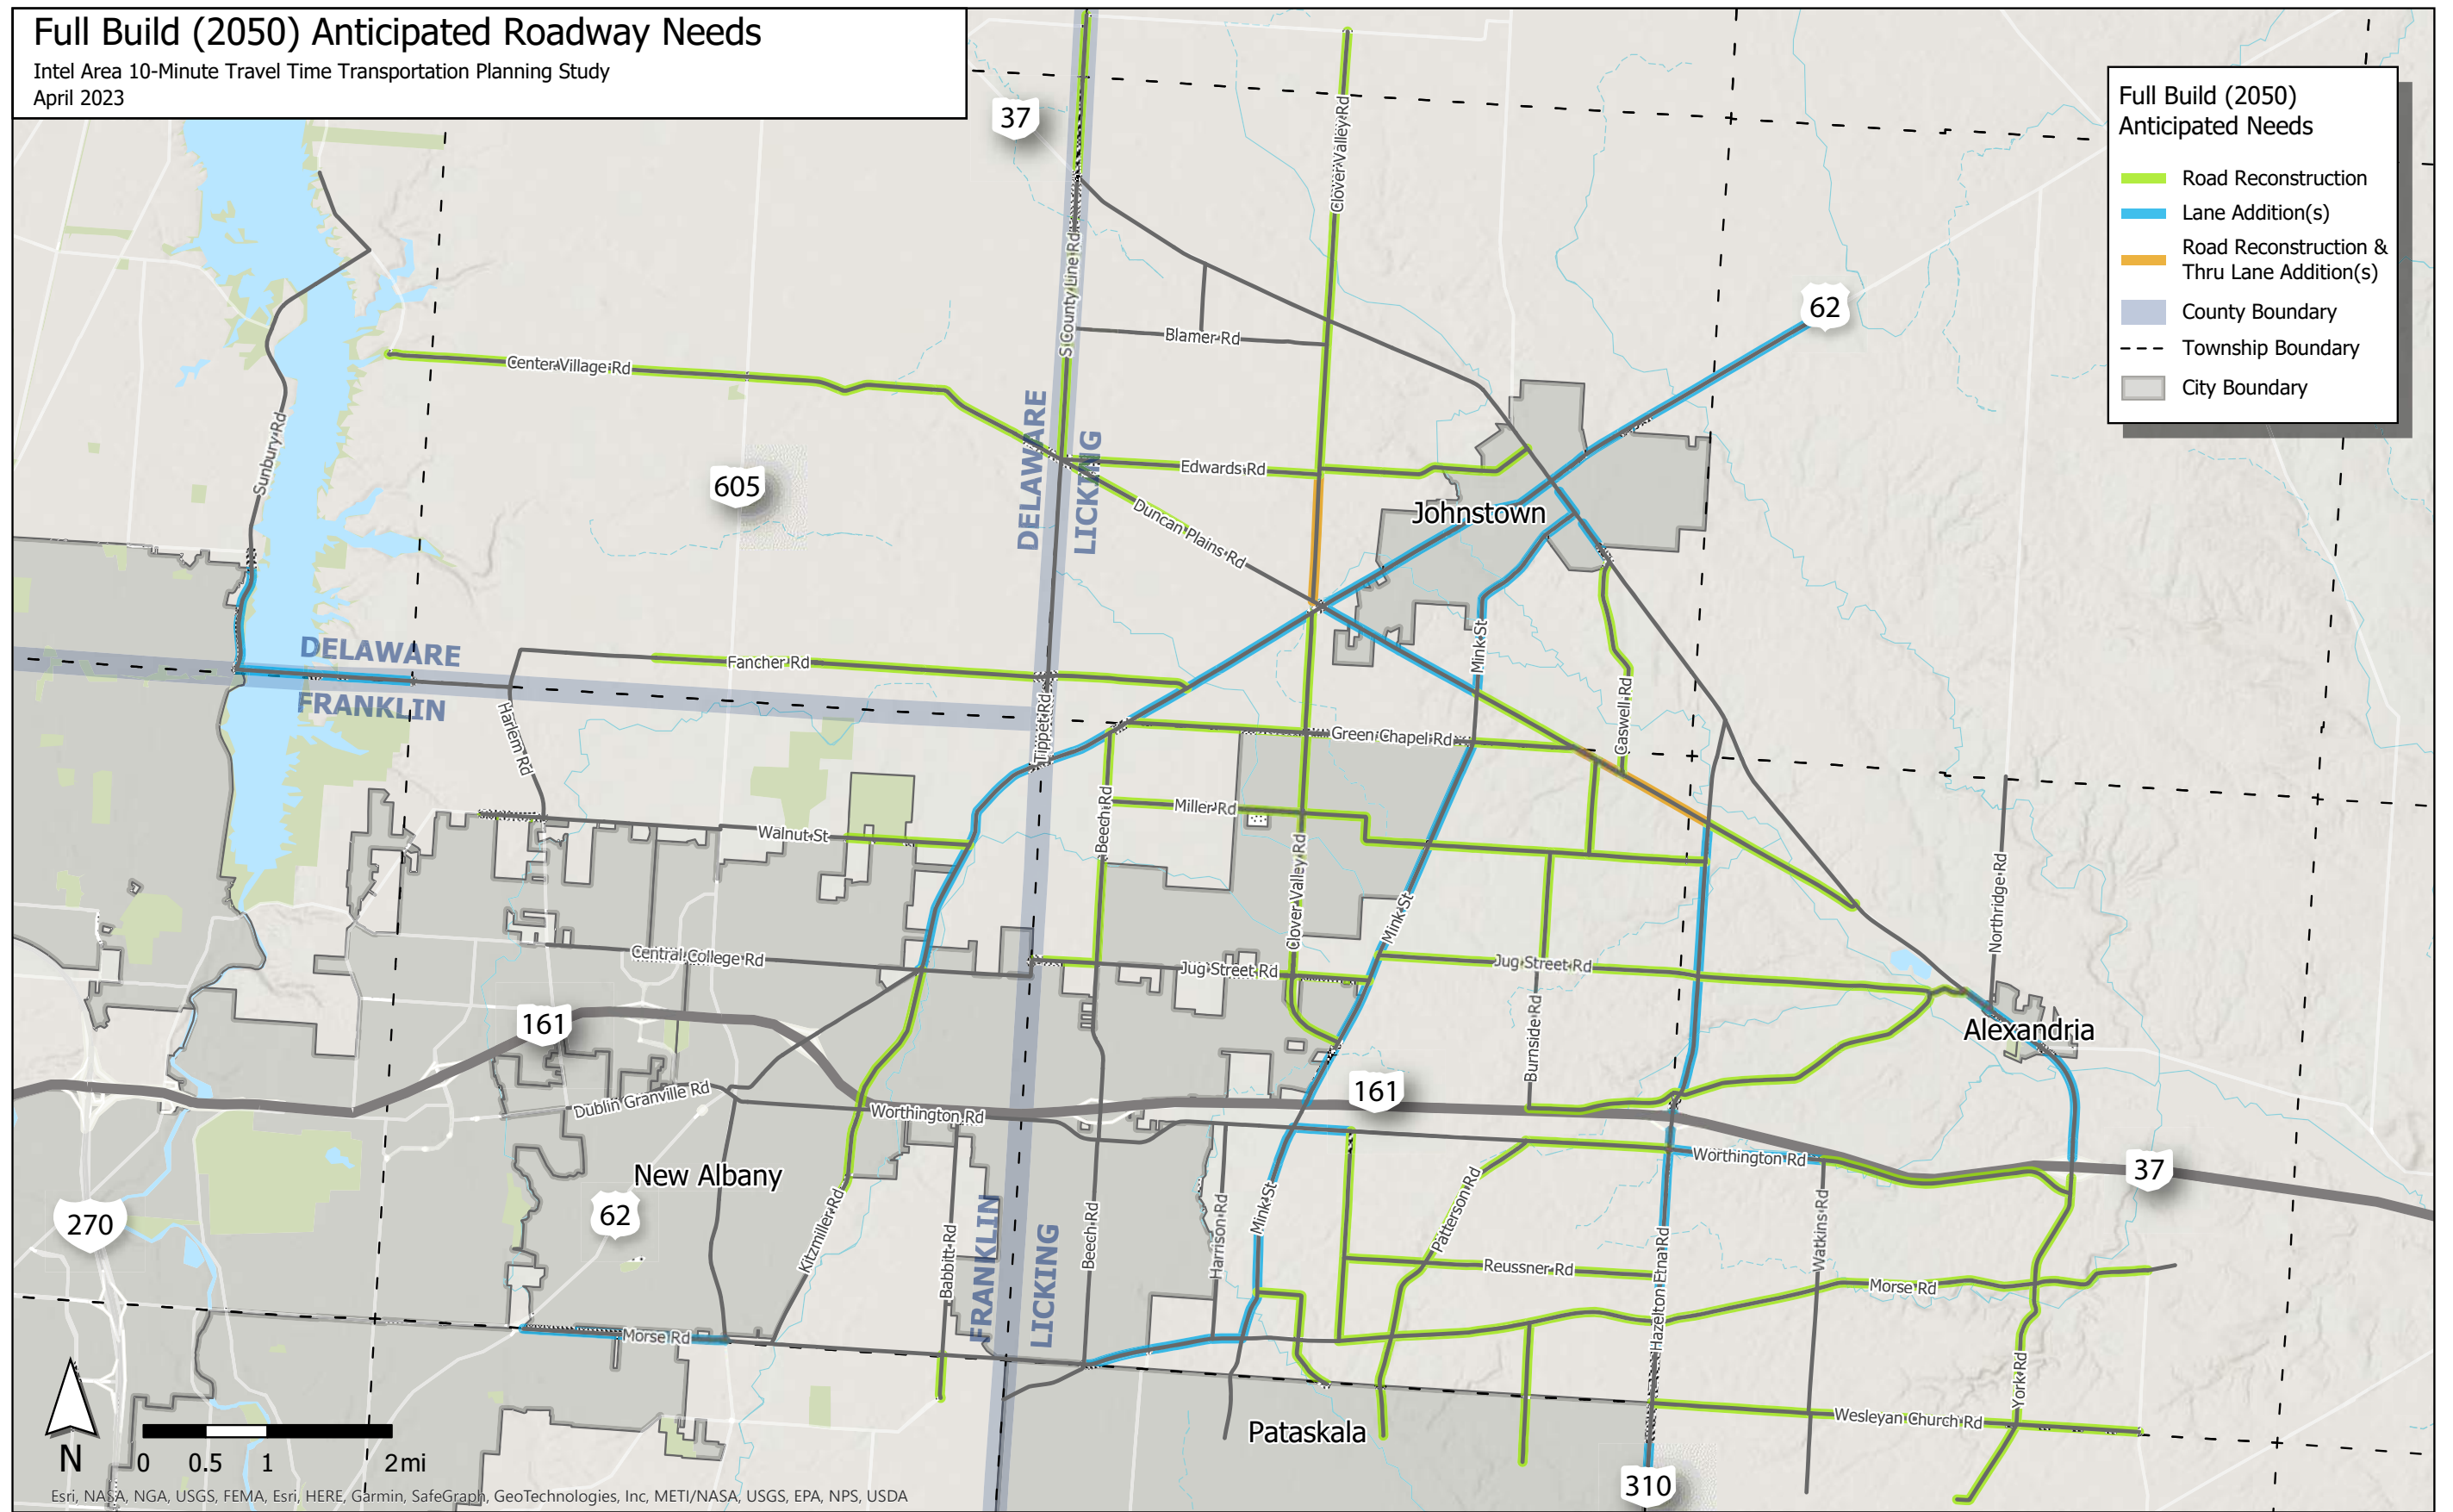 Full Build (2050) Anticipated Roadway Needs
Intel Area 10-Minute Travel Time Transportation Planning Study
April 2023
Full Build (2050)
Anticipated Needs
Road Reconstruction
Lane Addition(s)
Road Reconstruction &
Thru Lane Addition(s)
County Boundary
Township Boundary
City Boundary
37
Clover Valley Rd
S County Line Rd
62
Blamer Rd
Center Village Rd
Sunbury Rd
DELAWARE
LICKING
Edwards Rd
605
Duncan Plains Rd
Johnstown
DELAWARE
FRANKLIN
Fancher Rd
Mink St
Caswell Rd
Harlem Rd
Tippet Rd
Green Chapel Rd
Beech Rd
Miller Rd
Walnut St
Clover Valley Rd
Mink St
Northridge Rd
Central College Rd
Jug Street Rd
Jug Street Rd
161
Burnside Rd
Alexandria
161
Dublin Granville Rd
Worthington Rd
Worthington Rd
New Albany
37
270
62
Kitzmiller Rd
Babbitt Rd
FRANKLIN
LICKING
Beech Rd
Harrison Rd
Mink St
Patterson Rd
Reussner Rd
Hazelton Etna Rd
Watkins Rd
Morse Rd
Morse Rd
York Rd
Wesleyan Church Rd
Pataskala
310
N
0 0.5 1 2mi
Esri, NASA, NGA, USGS, FEMA, Esri, HERE, Garmin, SafeGraph, GeoTechnologies, Inc, METI/NASA, USGS, EPA, NPS, USDA